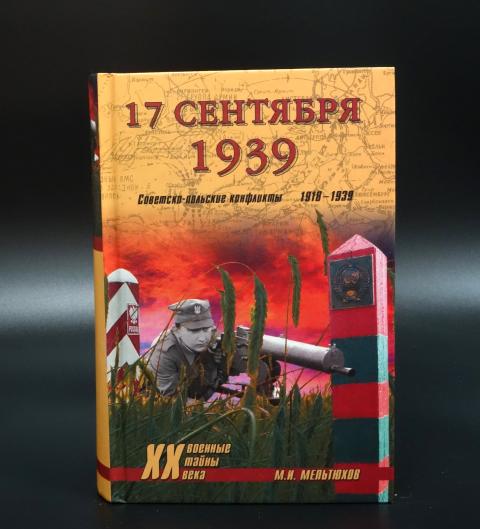 17 СЕНТЯБРЯ
1939
Советско-польские конфликты 1918–1939
XX
военные
тайны
века
М.И. МЕЛЬТЮХОВ